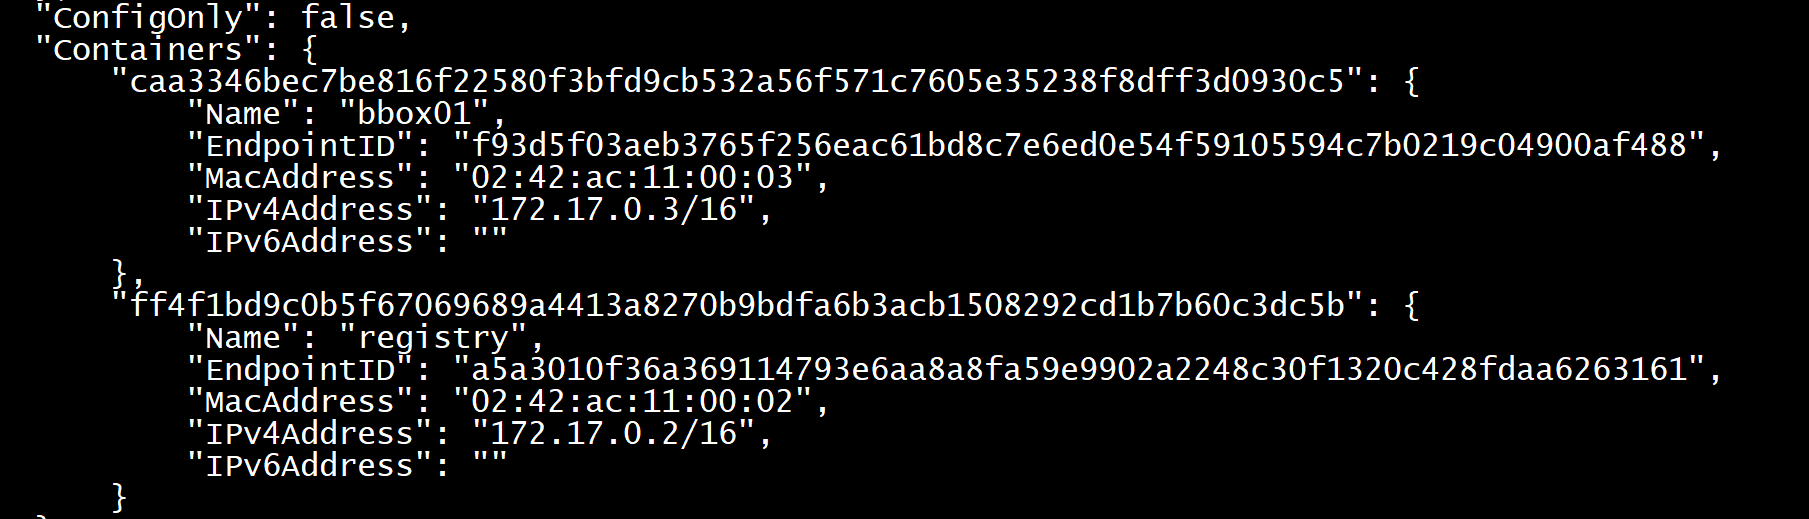 "ConfigOnly": false,
"Containers": {
"caa3346bec7be816f22580f3bfd9cb532a56f571c7605e35238f8dff3d0930c5": {
"Name": "bbox01",
"EndpointID": "f93d5f03aeb3765f256eac61bd8c7e6ed0e54f59105594c7b0219c04900af488",
"MacAddress": "02:42:ac:11:00:03",
"IPv4Address": "172.17.0.3/16",
"IPv6Address": ""
},
"ff4f1bd9c0b5f67069689a4413a8270b9bdfa6b3acb1508292cd1b7b60c3dc5b": {
"Name": "registry",
"EndpointID": "a5a3010f36a369114793e6aa8a8fa59e9902a2248c30f1320c428fdaa6263161",
"MacAddress": "02:42:ac:11:00:02",
"IPv4Address": "172.17.0.2/16",
"IPv6Address": ""
}